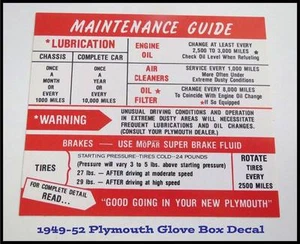 MAINTENANCE GUIDE
*LUBRICATION
CHASSIS
COMPLETE CAR
ONCE
A
MONTH
OR
EVERY
1000 MILES
ONCE
A
YEAR
OR
EVERY
10,000 MILES
ENGINE
OIL
CHANGE AT LEAST EVERY
2,500 TO 3,000 MILES *
Check Oil Level When Refueling
AIR
CLEANERS
SERVICE EVERY 1,000 MILES
More Often Under
Extreme Dusty Conditions
OIL
*
FILTER
CHANGE EVERY 8,000 MILES
To Coincide With Engine Oil Change
*If So Equipped
*WARNING
UNUSUAL DRIVING CONDITIONS AND OPERATION
IN EXTREME DUSTY AREAS WILL NECESSITATE
FREQUENT LUBRICATIONS AND OIL CHANGES.
(CONSULT YOUR PLYMOUTH DEALER.)
BRAKES - USE MOPAR SUPER BRAKE FLUID
TIRES
STARTING PRESSURE-TIRES COLD-24 POUNDS
(Pressure will vary 3 to 5 lbs. above starting pressure)
27 lbs. — AFTER driving at moderate speed
29 lbs. — AFTER driving at high speed
ROTATE
TIRES
EVERY
2500 MILES
FOR COMPLETE
DETAIL
READ...
"GOOD GOING IN YOUR NEW PLYMOUTH"
1949-52 Plymouth Glove Box Decal